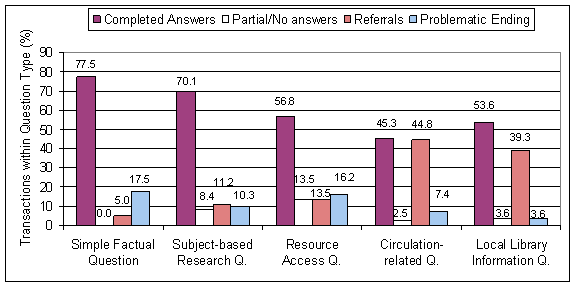 Completed Answers Partial/No answers Referrals Problematic Ending
Transactions within Question Type (%)
90
80
70
60
50
40
30
20
10
0
77.5 0.0 5.0 17.5
70.1 8.4 11.2 10.3
56.8 13.5 13.5 16.2
45.3 2.5 44.8 7.4
53.6 3.6 39.3 3.6
Simple Factual
Question
Subject-based
Research Q.
Resource
Access Q.
Circulation-
related Q.
Local Library
Information Q.